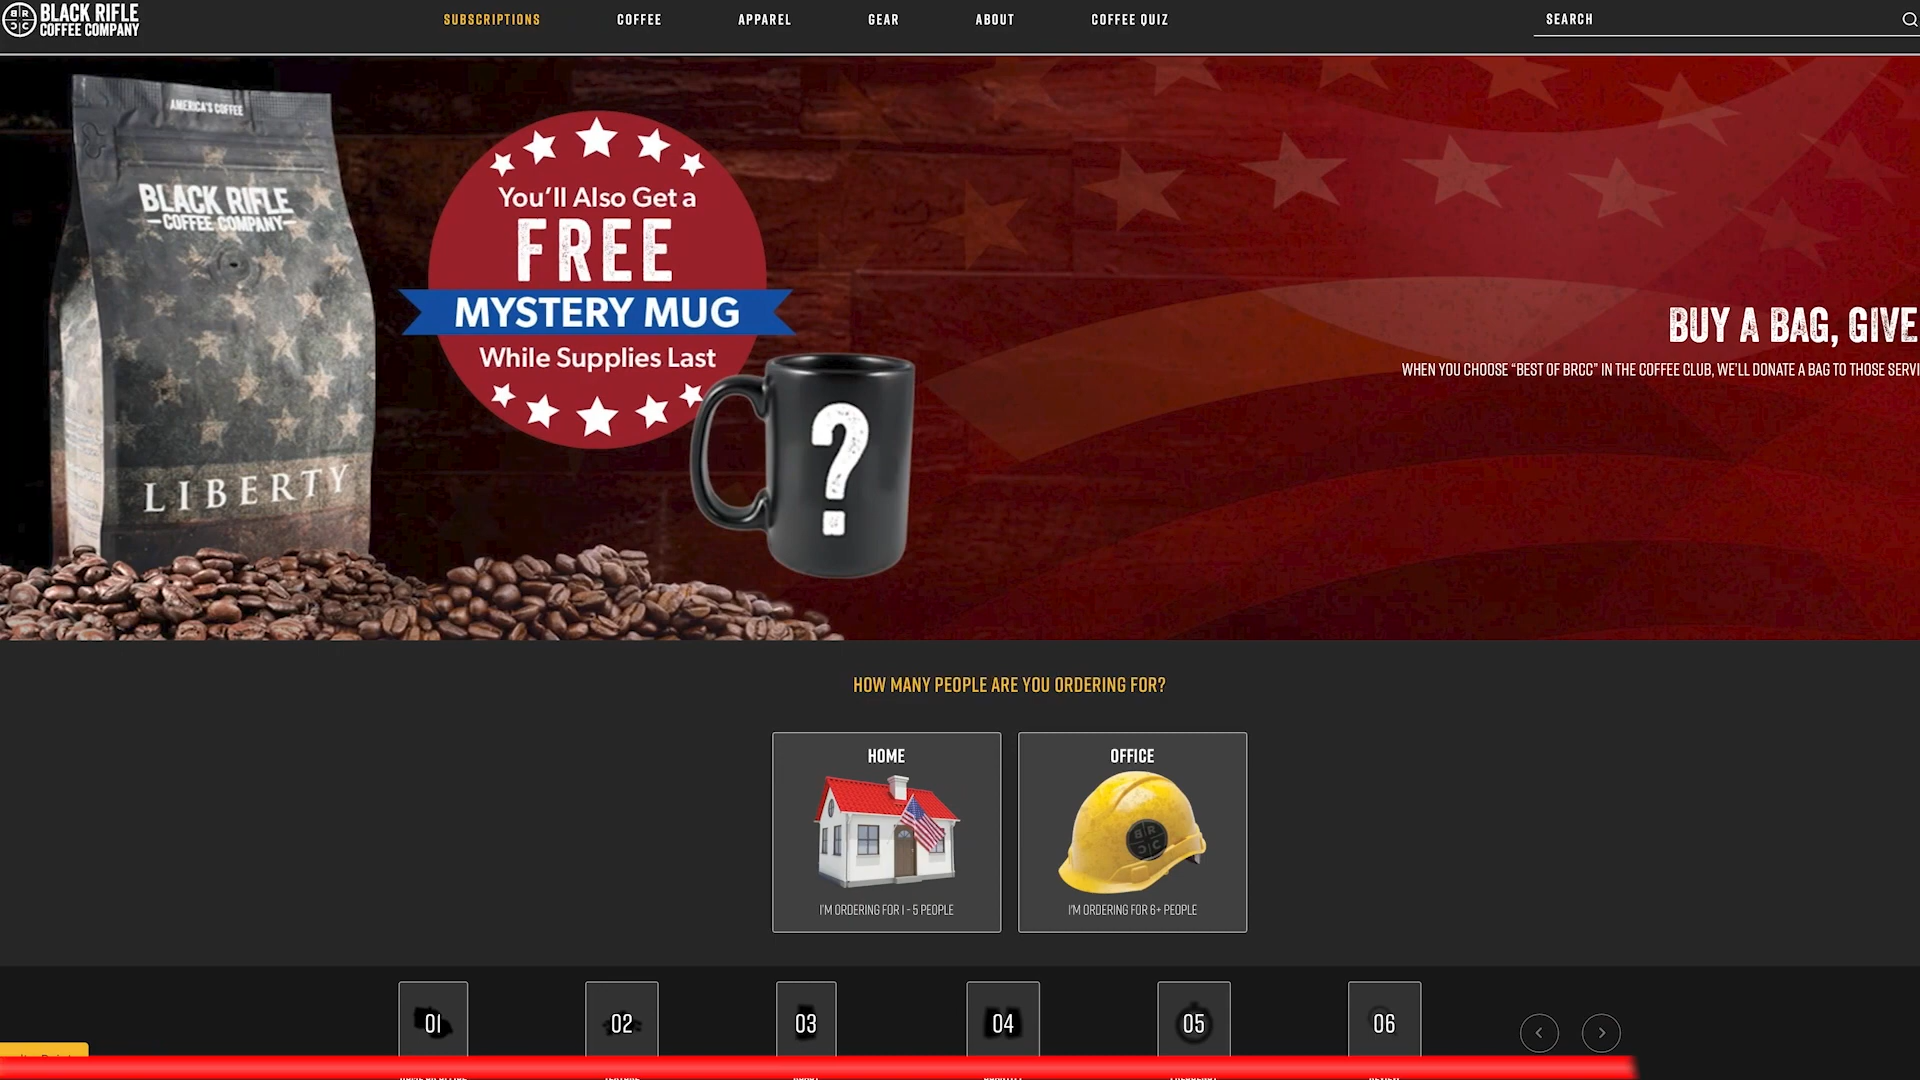 BLACK RIFLE
COFFEE COMPANY
SUBSCRIPTIONS
COFFEE
APPAREL
GEAR
ABOUT
COFFEE QUIZ
SEARCH
AMERICA'S COFFEE
BLACK RIFLE
COFFEE COMPANY
LIBERTY
You'll Also Get a
FREE
MYSTERY MUG
While Supplies Last
?
BUY A BAG, GIVE
WHEN YOU CHOOSE “BEST OF BRCC” IN THE COFFEE CLUB, WE'LL DONATE A BAG TO THOSE SERVI
HOW MANY PEOPLE ARE YOU ORDERING FOR?
HOME
I'M ORDERING FOR 1 - 5 PEOPLE
OFFICE
BRCC
I'M ORDERING FOR 6+ PEOPLE
01
02
03
04
05
06